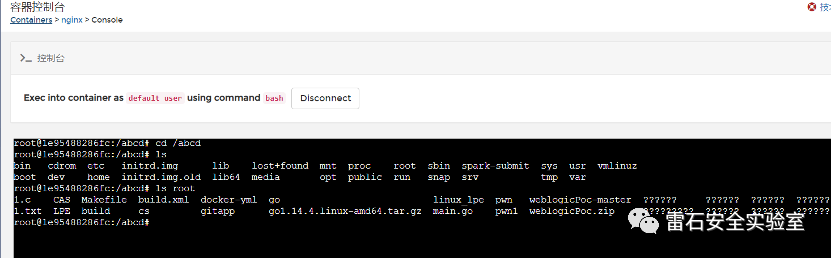 容器控制台
Containers > nginx > Console
控制台
Exec into container as default user using command bash Disconnect
root@1e95488286fc:/abcd# cd /abcd
root@1e95488286fc:/abcd# ls
bin cdrom etc initrd.img lib lost+found mnt proc root sbin spark-submit sys usr vmlinuz
boot dev home initrd.img.old lib64 media opt public run snap srv tmp var
root@1e95488286fc:/abcd# ls root
1.c CAS Makefile build.xml docker-yml go linux_lpe pwn weblogicPoc-master ?????? ?????? ?????? ??????
1.txt LPE build cs gitapp go1.14.4.linux-amd64.tar.gz main.go pwn1 weblogicPoc.zip ????????? ?????? ?????? ??????
root@1e95488286fc:/abcd#
雷石安全实验室